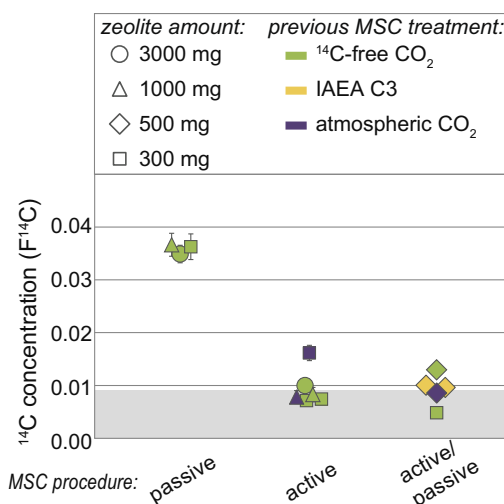 zeolite amount: previous MSC treatment:
3000 mg ¹⁴C-free CO₂
1000 mg IAEA C3
500 mg atmospheric CO₂
300 mg
¹⁴C concentration (F¹⁴C)
0.04
0.03
0.02
0.01
0.00
MSC procedure: passive active active/
passive